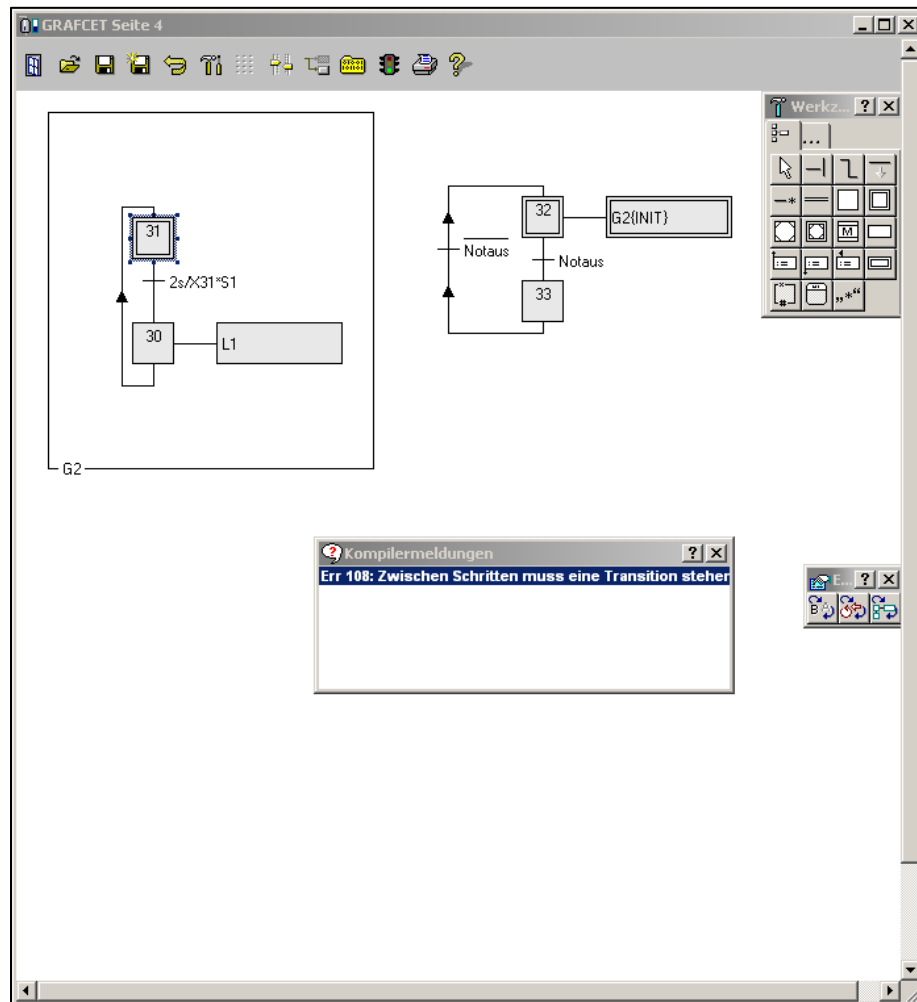 GRAFCET Seite 4
Werkz...
...
31
2s/X31*S1
30
L1
G2
32
G2{INIT}
Notaus
Notaus
33
M
:=
:=
:=
„*“
Kompilermeldungen
Err 108: Zwischen Schritten muss eine Transition stehen
E...